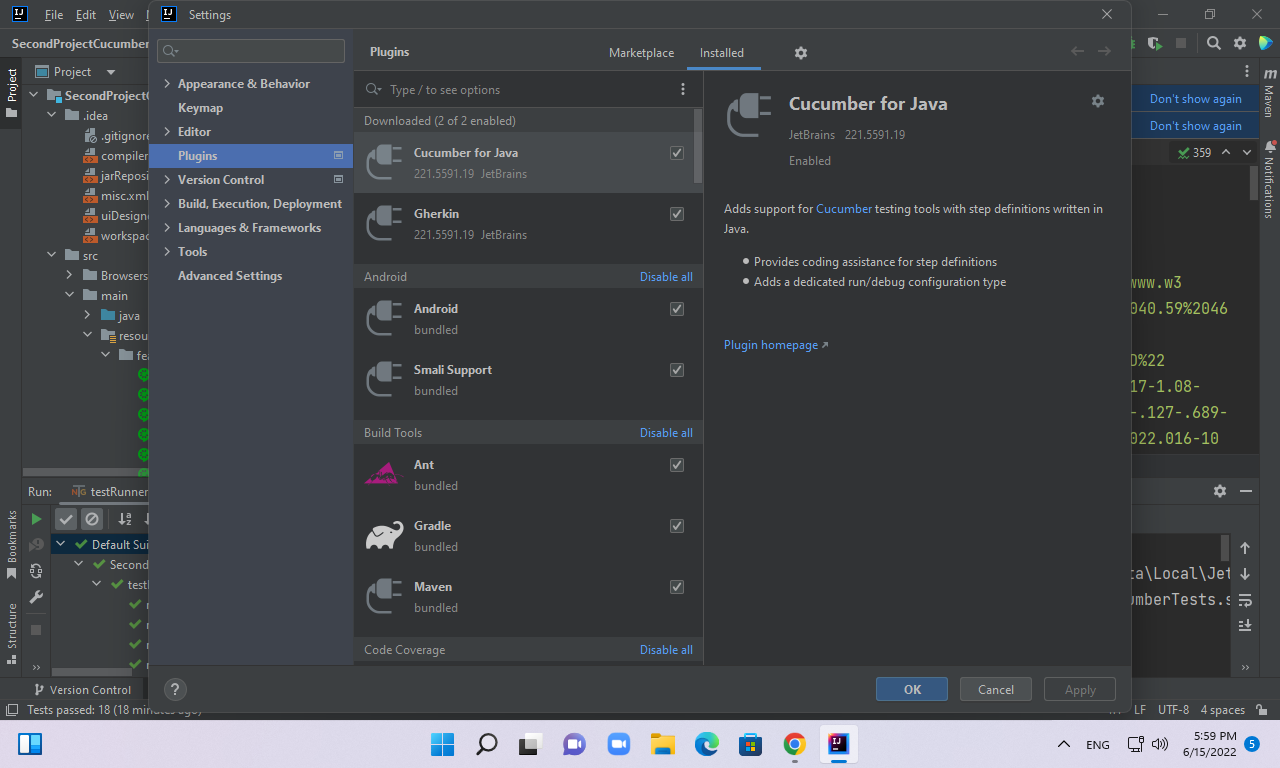 File Edit View
Settings
SecondProjectCucumber
Plugins
Marketplace
Installed
Project
Project
SecondProjectC
.idea
.gitignore
compiler
jarReposi
misc.xml
uiDesigne
workspac
src
Browsers
main
java
resou
fea
Appearance & Behavior
Keymap
Editor
Plugins
Version Control
Build, Execution, Deployment
Languages & Frameworks
Tools
Advanced Settings
Type / to see options
Downloaded (2 of 2 enabled)
Cucumber for Java
221.5591.19 JetBrains
Gherkin
221.5591.19 JetBrains
Android
Disable all
Android
bundled
Smali Support
bundled
Build Tools
Disable all
Ant
bundled
Gradle
bundled
Maven
bundled
Code Coverage
Disable all
Cucumber for Java
JetBrains 221.5591.19
Enabled
Adds support for Cucumber testing tools with step definitions written in
Java.
Provides coding assistance for step definitions
Adds a dedicated run/debug configuration type
Plugin homepage
Don't show again
Don't show again
359
www.w3
040.59%2046
D%22
17-1.08-
-.127-.689-
022.016-10
Maven
Notifications
Run:
testRunner
Default Sui
Second
test
ta\Local\Jet
umberTests.s
Bookmarks
Structure
Version Control
?
OK
Cancel
Apply
Tests passed: 18 (18 minutes ago)
LF UTF-8 4 spaces
ENG
5:59 PM
6/15/2022
5